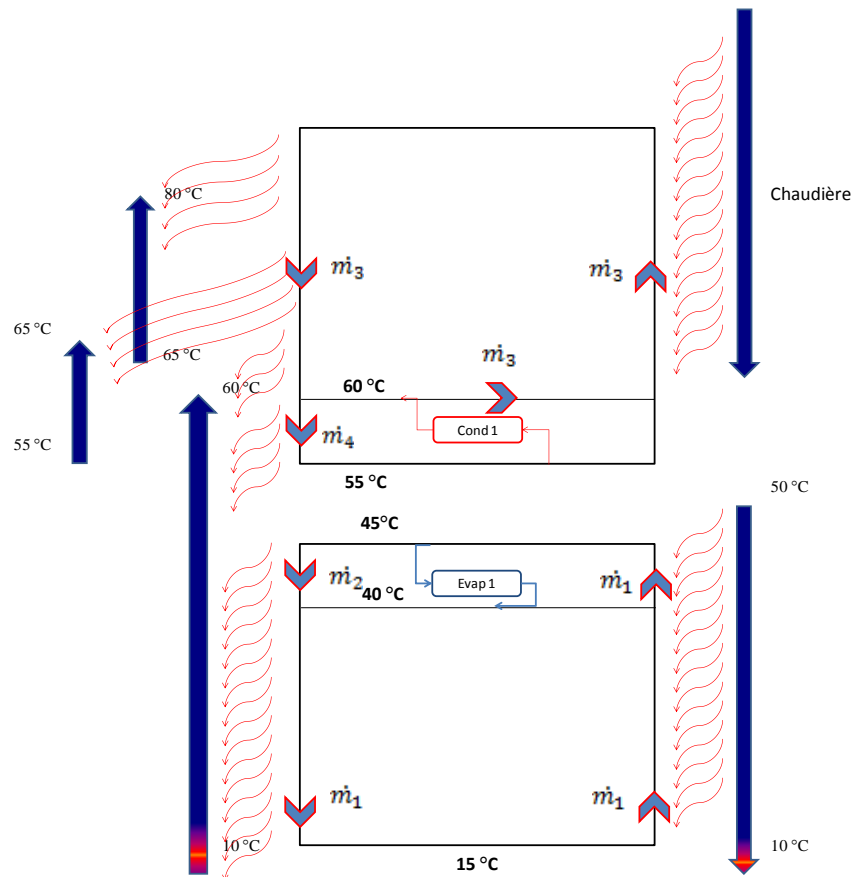 Chaudière
80 °C
ṁ₃
ṁ₃
65 °C
65 °C
ṁ₃
60 °C
60 °C
ṁ₄
Cond 1
55 °C
55 °C
50 °C
45°C
ṁ₂
Evap 1
ṁ₁
40 °C
ṁ₁
ṁ₁
10 °C
10 °C
15 °C